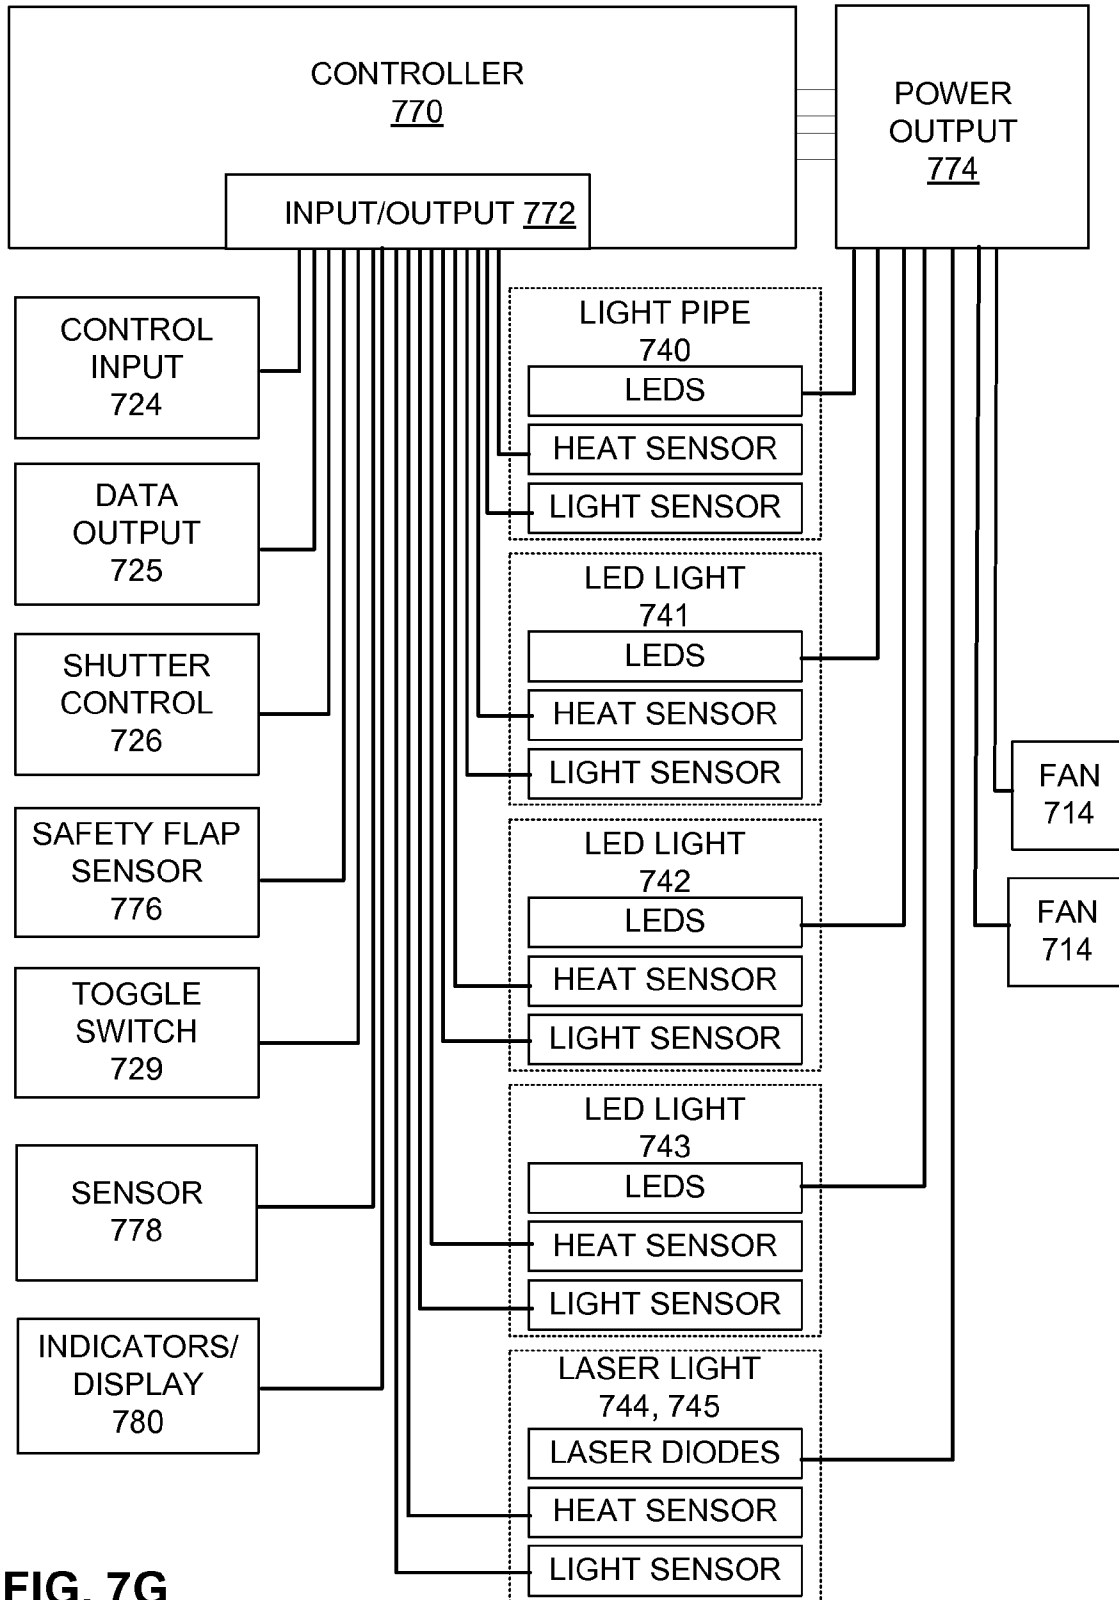 CONTROLLER
770
INPUT/OUTPUT 772
POWER
OUTPUT
774
CONTROL
INPUT
724
DATA
OUTPUT
725
SHUTTER
CONTROL
726
SAFETY FLAP
SENSOR
776
TOGGLE
SWITCH
729
SENSOR
778
INDICATORS/
DISPLAY
780
LIGHT PIPE
740
LEDS
HEAT SENSOR
LIGHT SENSOR
LED LIGHT
741
LEDS
HEAT SENSOR
LIGHT SENSOR
LED LIGHT
742
LEDS
HEAT SENSOR
LIGHT SENSOR
LED LIGHT
743
LEDS
HEAT SENSOR
LIGHT SENSOR
LASER LIGHT
744, 745
LASER DIODES
HEAT SENSOR
LIGHT SENSOR
FAN
714
FAN
714
FIG. 7G